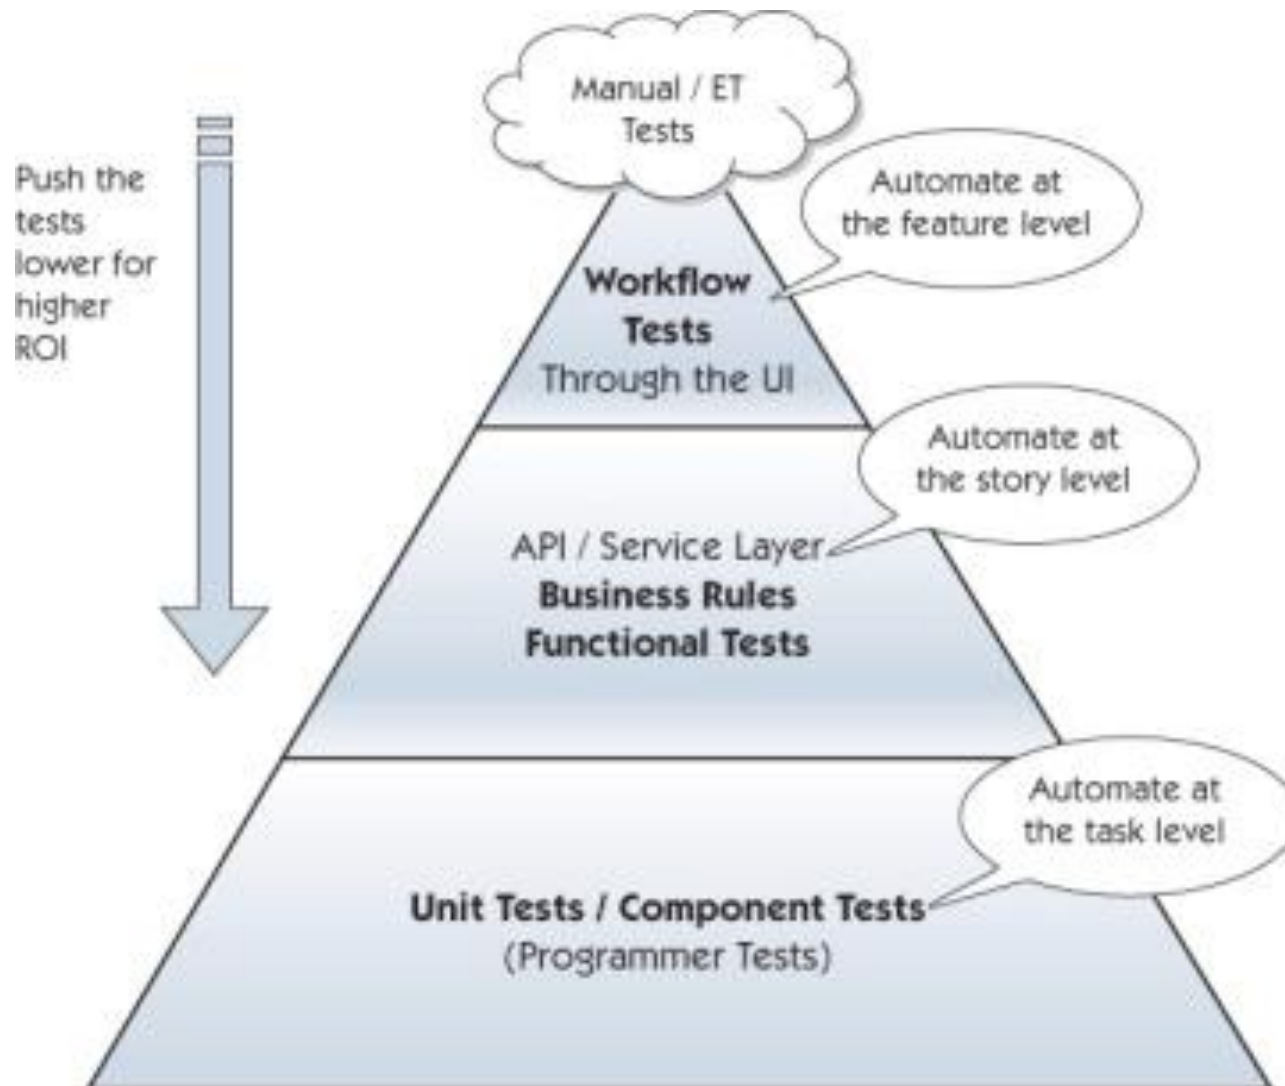 Manual / ET
Tests
Push the
tests
lower for
higher
ROI
Automate at
the feature level
Workflow
Tests
Through the UI
Automate at
the story level
API / Service Layer
Business Rules
Functional Tests
Automate at
the task level
Unit Tests / Component Tests
(Programmer Tests)